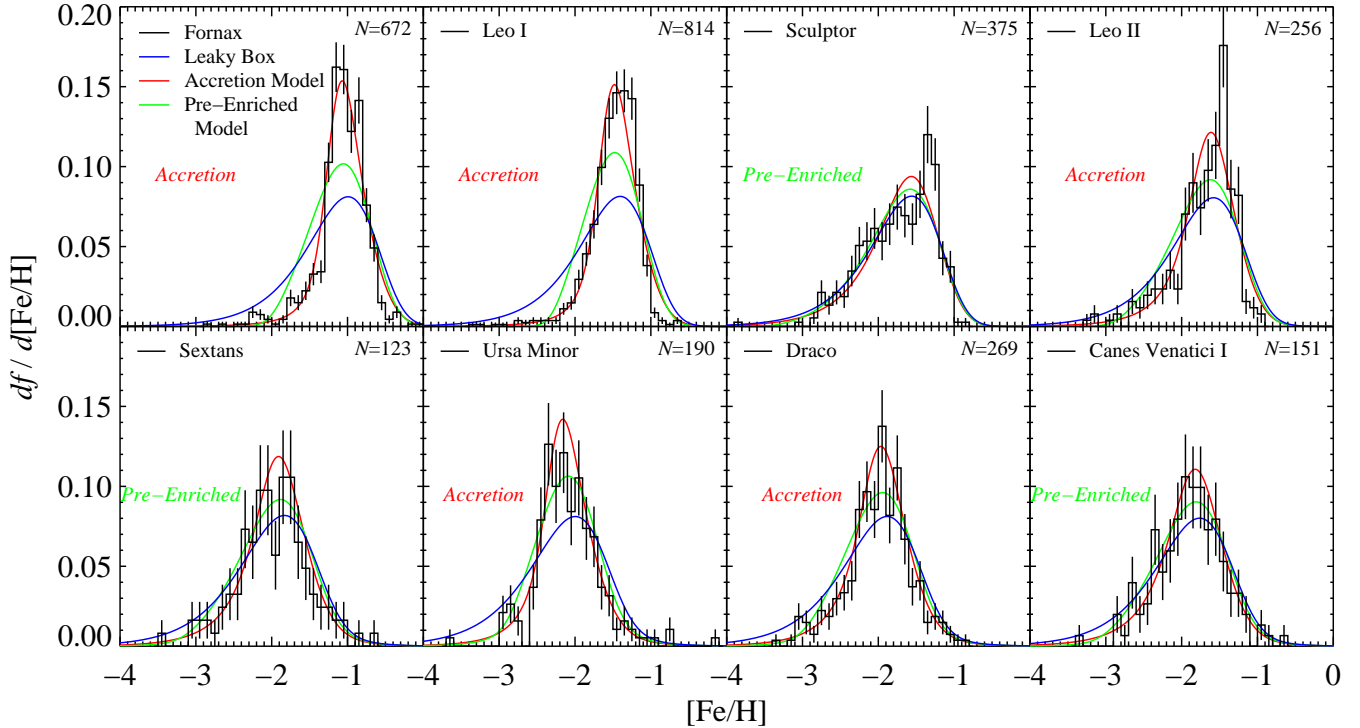 0.20
Fornax
N=672
Leaky Box
Accretion Model
Pre−Enriched
Model
Accretion
0.15
0.10
0.05
0.00
Leo I
N=814
Accretion
Sculptor
N=375
Pre−Enriched
Leo II
N=256
Accretion
df / d[Fe/H]
Sextans
N=123
Pre−Enriched
0.15
0.10
0.05
0.00
Ursa Minor
N=190
Accretion
Draco
N=269
Accretion
Canes Venatici I
N=151
Pre−Enriched
−4 −3 −2 −1 −4 −3 −2 −1 −4 −3 −2 −1 −4 −3 −2 −1 0
[Fe/H]